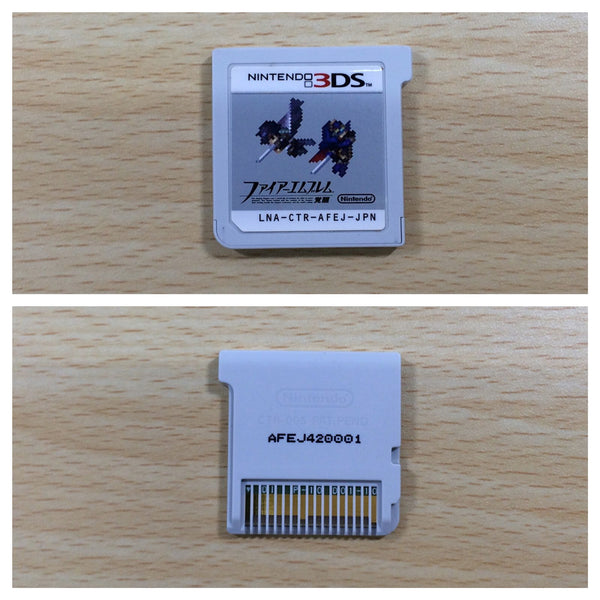 NINTENDO 3DS™
ファイアーエムブレム
覚醒
Nintendo
LNA-CTR-AFEJ-JPN
Nintendo
CTR-005 PAT.PEND
AFEJ420001